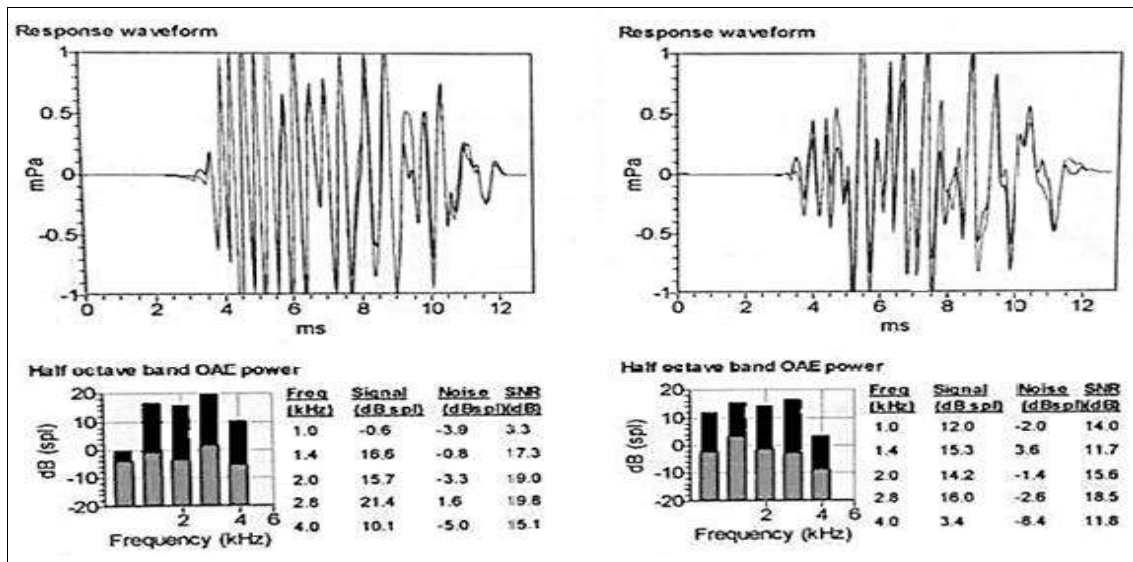 Response waveform
1
0.5
0
-0.5
-1
mPa
0 2 4 6 8 10 12
ms
Half octave band OAE power
20
10
0
-10
-20
dB (spl)
2 4 6
Frequency (kHz)
Freq Signal Noise SNR
(kHz) (dB spl) (dBspl)(dB)
1.0 -0.6 -3.9 3.3
1.4 16.6 -0.8 17.3
2.0 15.7 -3.3 19.0
2.8 21.4 1.6 19.8
4.0 10.1 -5.0 15.1
Response waveform
1
0.5
0
-0.5
-1
mPa
0 2 4 6 8 10 12
ms
Half octave band OAE power
20
10
0
-10
-20
dB (spl)
2 4 6
Frequency (kHz)
Freq Signal Noise SNR
(kHz) (dB spl) (dBspl)(dB)
1.0 12.0 -2.0 14.0
1.4 15.3 3.6 11.7
2.0 14.2 -1.4 15.6
2.8 16.0 -2.6 18.5
4.0 3.4 -8.4 11.8